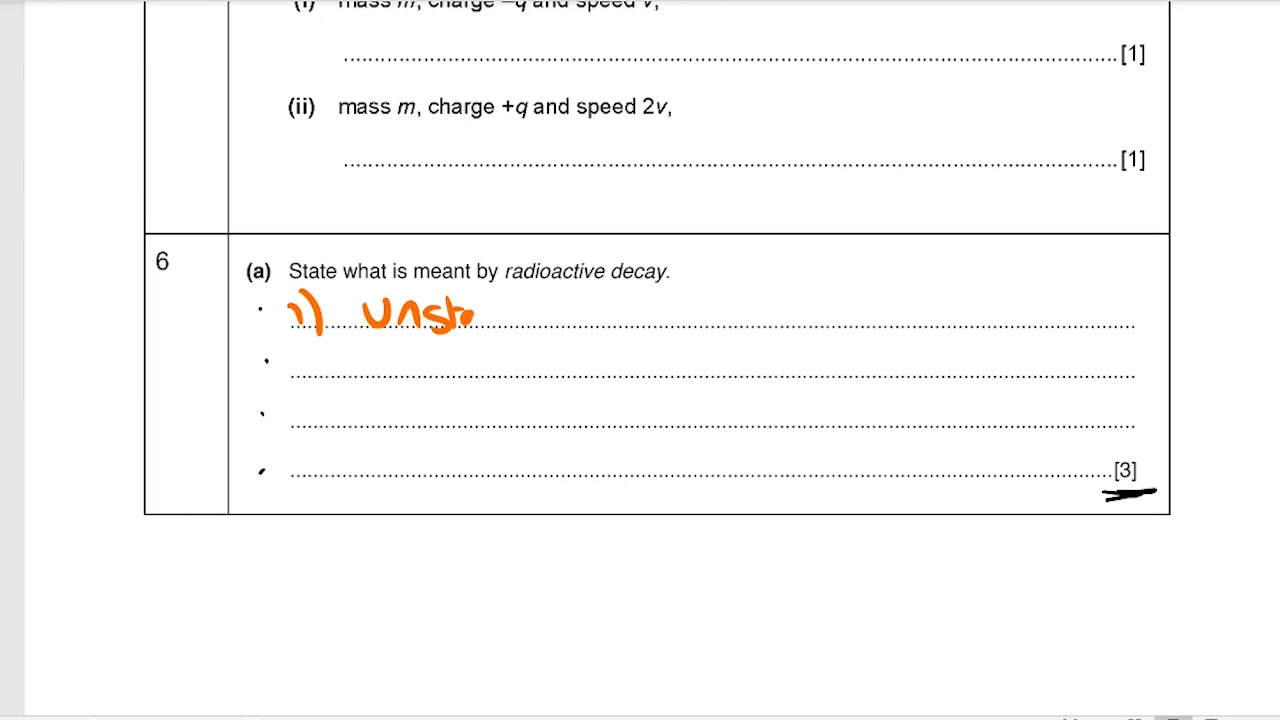 (i) mass m, charge –q and speed v,
[1]
(ii) mass m, charge +q and speed 2v,
[1]
6
(a) State what is meant by radioactive decay.
1) unsta
[3]